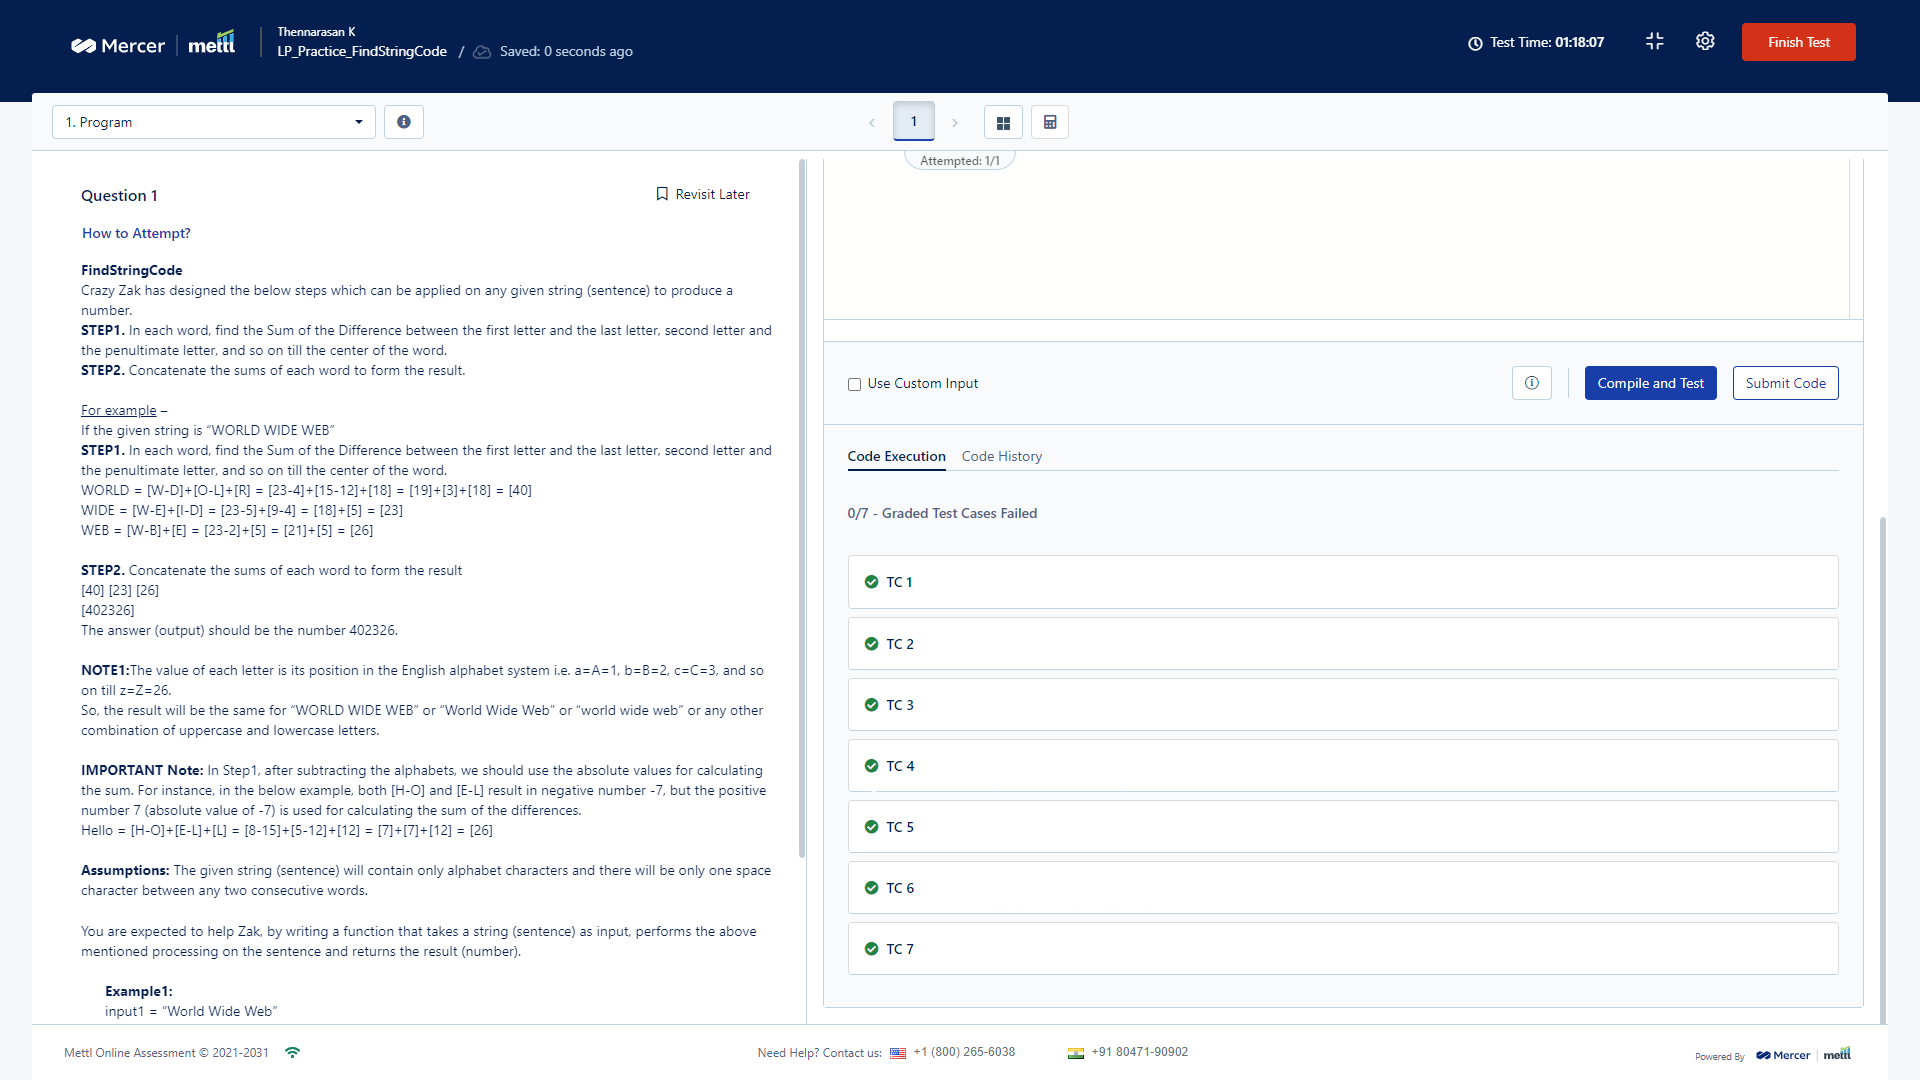 Mercer
mettl
Thennarasan K
LP_Practice_FindStringCode / Saved: 0 seconds ago
Test Time: 01:18:07
Finish Test
1. Program
1
Attempted: 1/1
Question 1
Revisit Later
How to Attempt?
FindStringCode
Crazy Zak has designed the below steps which can be applied on any given string (sentence) to produce a
number.
STEP1. In each word, find the Sum of the Difference between the first letter and the last letter, second letter and
the penultimate letter, and so on till the center of the word.
STEP2. Concatenate the sums of each word to form the result.
For example –
If the given string is “WORLD WIDE WEB”
STEP1. In each word, find the Sum of the Difference between the first letter and the last letter, second letter and
the penultimate letter, and so on till the center of the word.
WORLD = [W-D]+[O-L]+[R] = [23-4]+[15-12]+[18] = [19]+[3]+[18] = [40]
WIDE = [W-E]+[I-D] = [23-5]+[9-4] = [18]+[5] = [23]
WEB = [W-B]+[E] = [23-2]+[5] = [21]+[5] = [26]
STEP2. Concatenate the sums of each word to form the result
[40] [23] [26]
[402326]
The answer (output) should be the number 402326.
NOTE1:The value of each letter is its position in the English alphabet system i.e. a=A=1, b=B=2, c=C=3, and so
on till z=Z=26.
So, the result will be the same for “WORLD WIDE WEB” or “World Wide Web” or “world wide web” or any other
combination of uppercase and lowercase letters.
IMPORTANT Note: In Step1, after subtracting the alphabets, we should use the absolute values for calculating
the sum. For instance, in the below example, both [H-O] and [E-L] result in negative number -7, but the positive
number 7 (absolute value of -7) is used for calculating the sum of the differences.
Hello = [H-O]+[E-L]+[L] = [8-15]+[5-12]+[12] = [7]+[7]+[12] = [26]
Assumptions: The given string (sentence) will contain only alphabet characters and there will be only one space
character between any two consecutive words.
You are expected to help Zak, by writing a function that takes a string (sentence) as input, performs the above
mentioned processing on the sentence and returns the result (number).
Example1:
input1 = “World Wide Web”
Use Custom Input
Compile and Test
Submit Code
Code Execution
Code History
0/7 - Graded Test Cases Failed
TC 1
TC 2
TC 3
TC 4
TC 5
TC 6
TC 7
Mettl Online Assessment © 2021-2031
Need Help? Contact us: +1 (800) 265-6038
+91 80471-90902
Powered By Mercer mettl